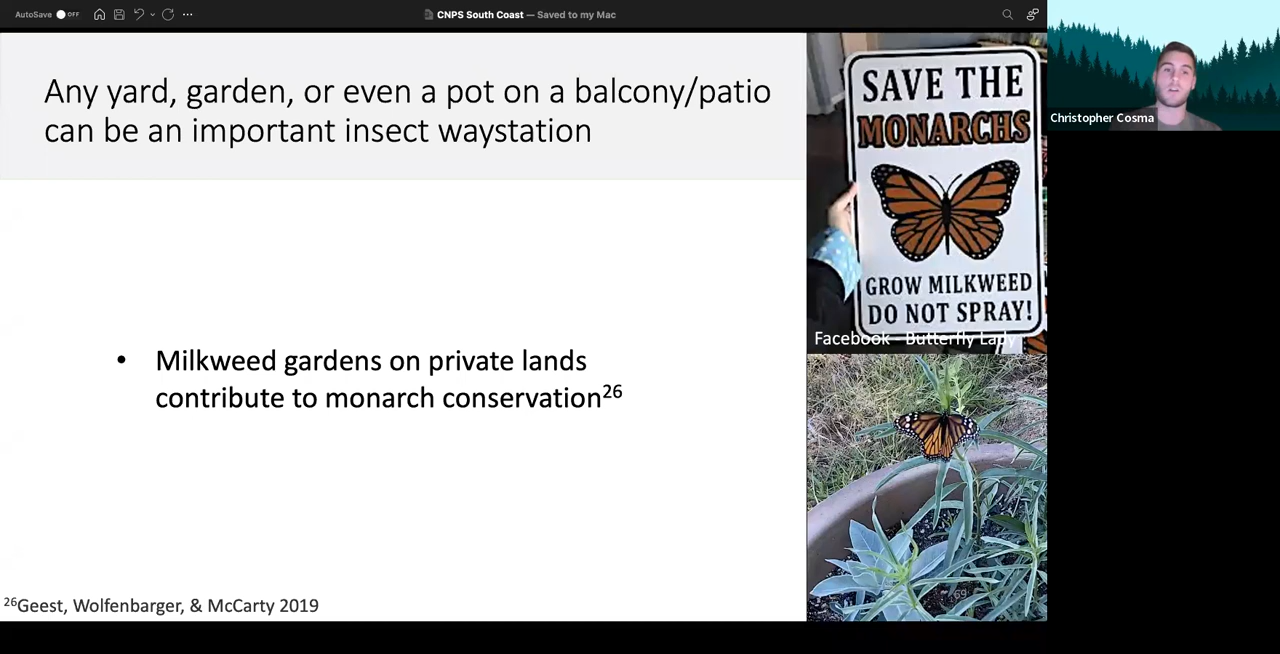 AutoSave OFF
CNPS South Coast — Saved to my Mac
Any yard, garden, or even a pot on a balcony/patio
can be an important insect waystation
Milkweed gardens on private lands
contribute to monarch conservation26
26Geest, Wolfenbarger, & McCarty 2019
SAVE THE
MONARCHS
GROW MILKWEED
DO NOT SPRAY!
Facebook - Butterfly Lady
69
Christopher Cosma